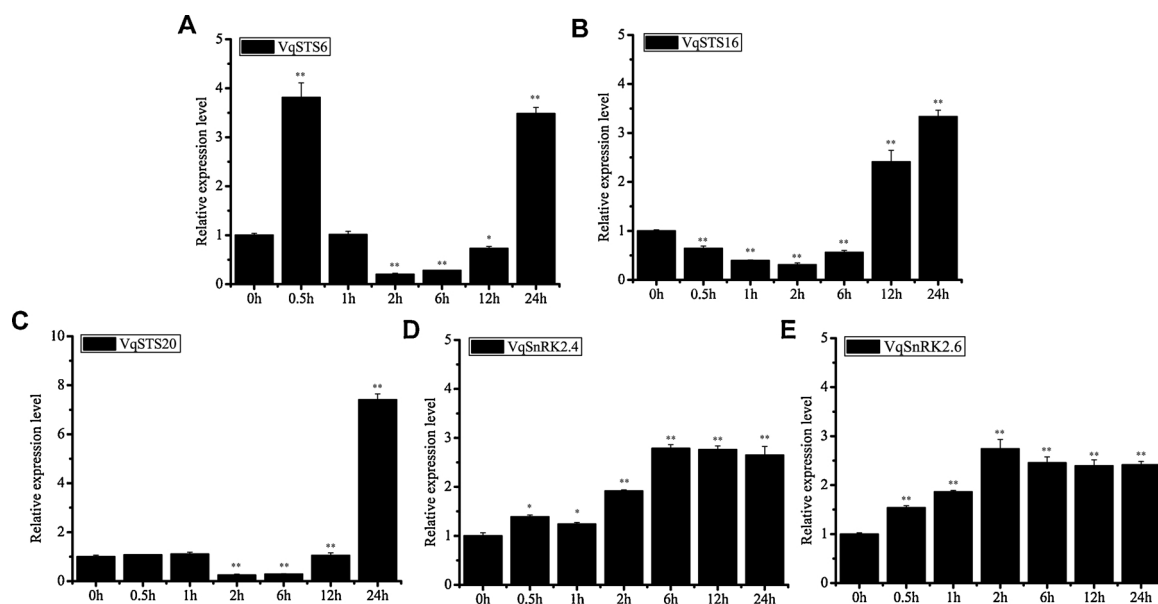 A
VqSTS6
Relative expression level
5
4
3
2
1
0
**
**
**
**
*
0h 0.5h 1h 2h 6h 12h 24h
B
VqSTS16
Relative expression level
5
4
3
2
1
0
**
**
**
**
**
**
0h 0.5h 1h 2h 6h 12h 24h
C
VqSTS20
Relative expression level
10
8
6
4
2
0
**
**
**
**
0h 0.5h 1h 2h 6h 12h 24h
D
VqSnRK2.4
Relative expression level
5
4
3
2
1
0
*
*
**
**
**
**
0h 0.5h 1h 2h 6h 12h 24h
E
VqSnRK2.6
Relative expression level
5
4
3
2
1
0
**
**
**
**
**
**
0h 0.5h 1h 2h 6h 12h 24h